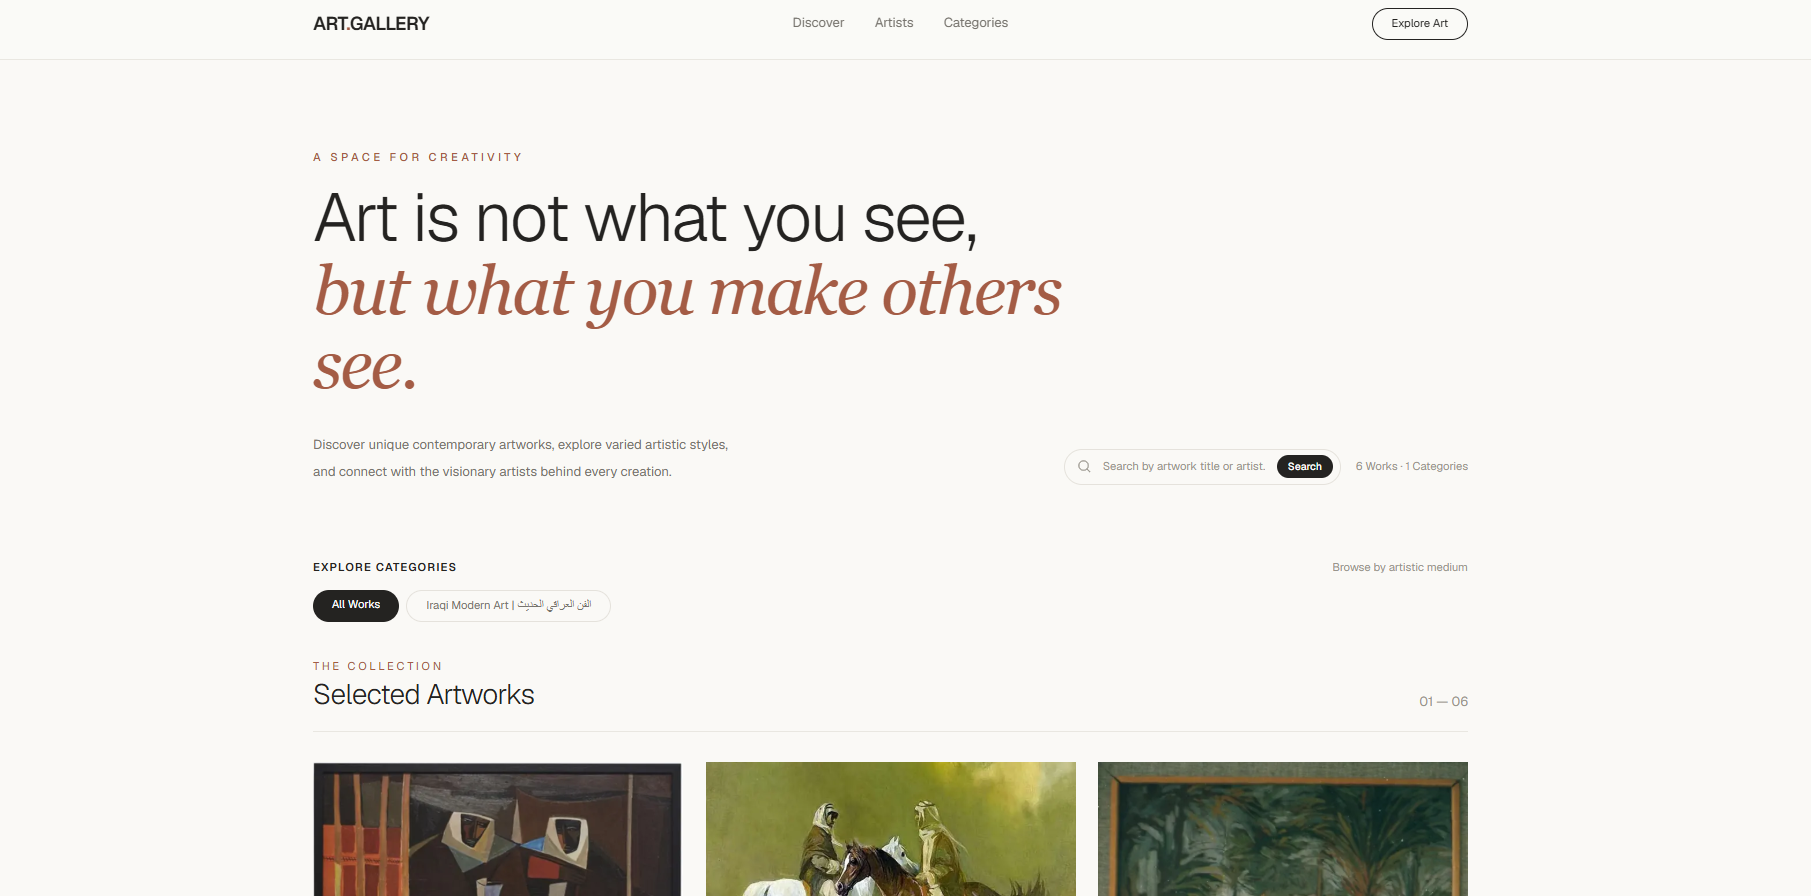 ART.GALLERY
Discover
Artists
Categories
Explore Art
A SPACE FOR CREATIVITY
Art is not what you see,
but what you make others
see.
Discover unique contemporary artworks, explore varied artistic styles,
and connect with the visionary artists behind every creation.
Search by artwork title or artist.
Search
6 Works · 1 Categories
EXPLORE CATEGORIES
Browse by artistic medium
All Works
Iraqi Modern Art | الفن العراقي الحديث
THE COLLECTION
Selected Artworks
01 — 06